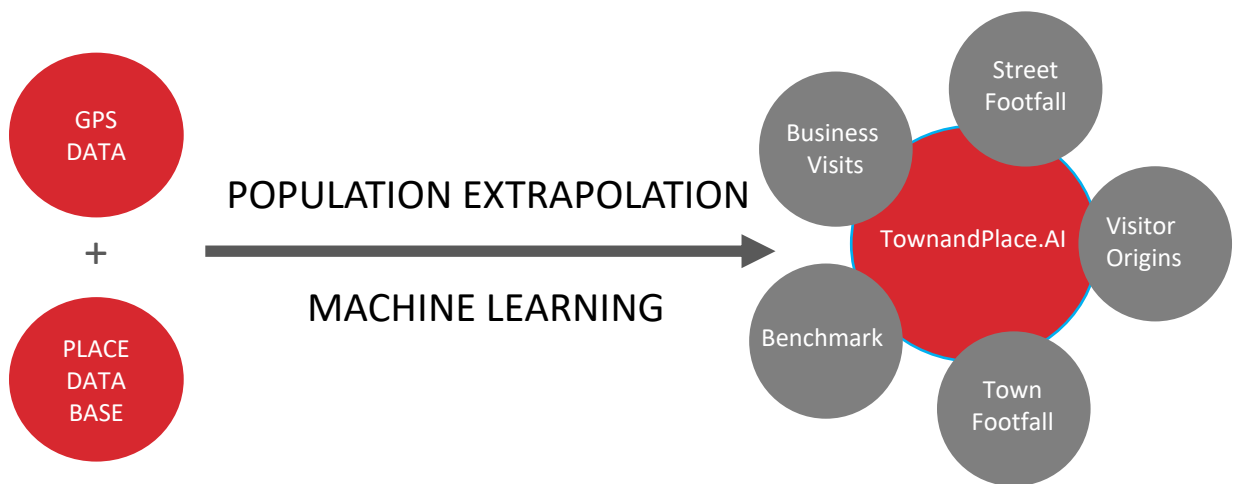 GPS
DATA
+
PLACE
DATA
BASE
POPULATION EXTRAPOLATION
MACHINE LEARNING
Street
Footfall
Business
Visits
TownandPlace.AI
Visitor
Origins
Benchmark
Town
Footfall